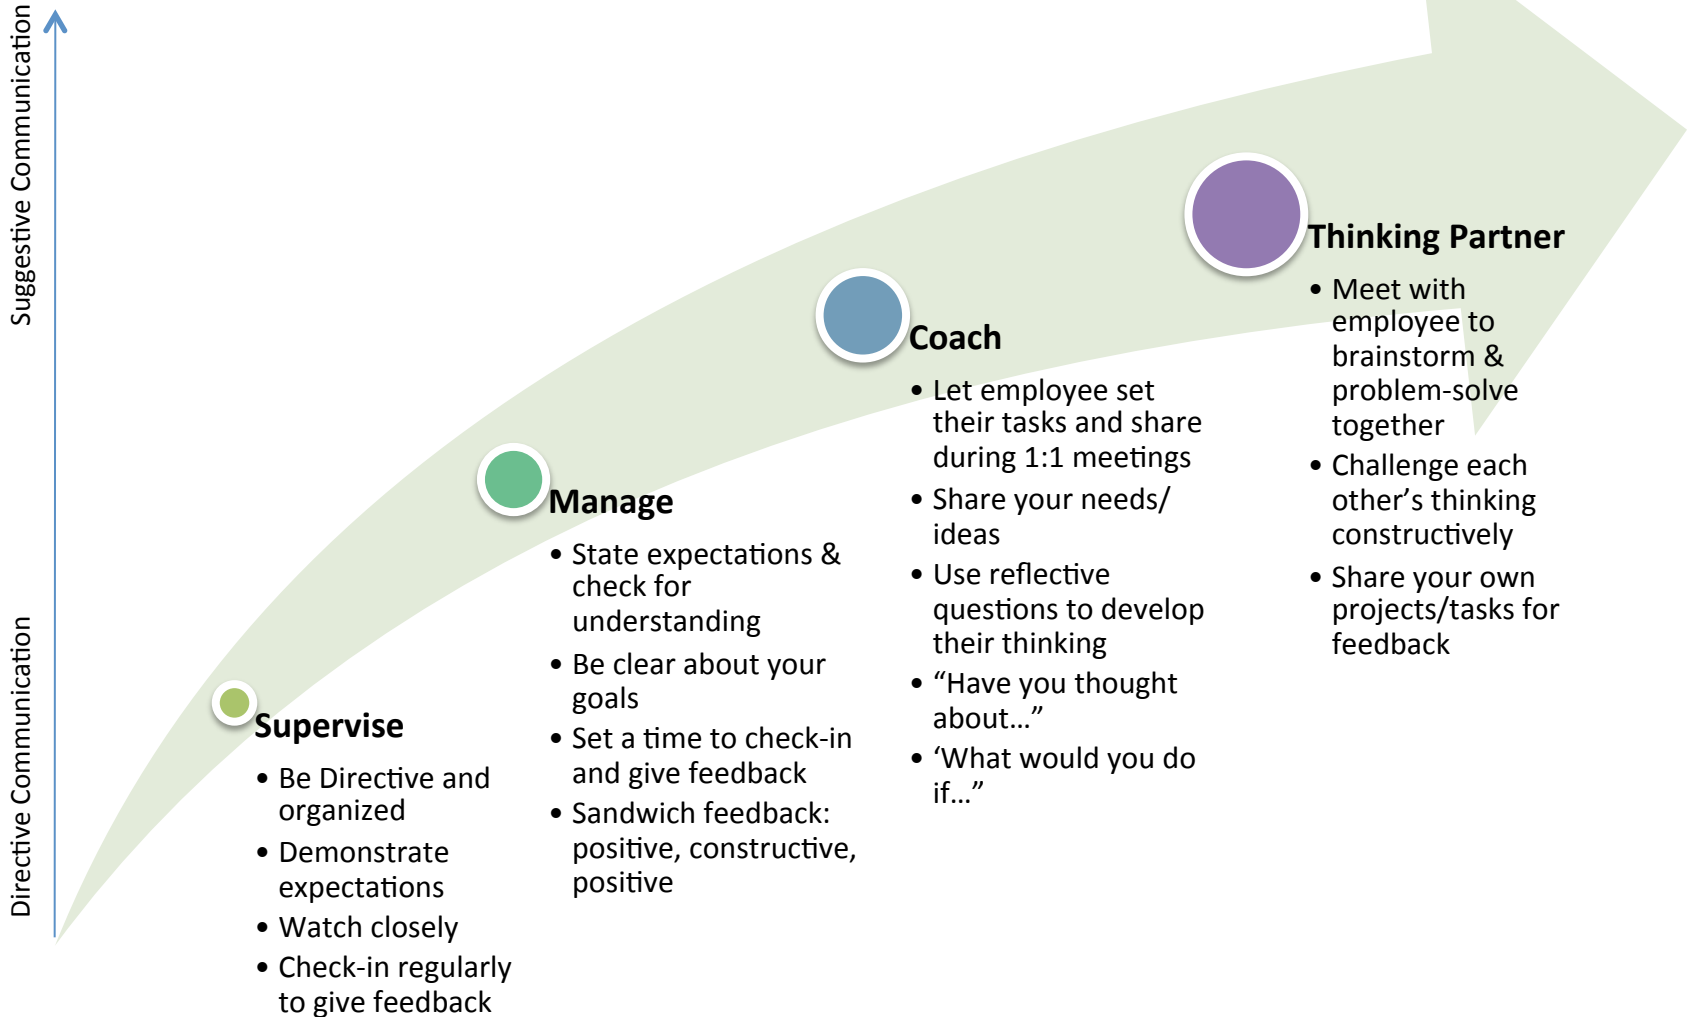 Suggestive Communication
Directive Communication
Supervise
• Be Directive and
organized
• Demonstrate
expectations
• Watch closely
• Check-in regularly
to give feedback
Manage
• State expectations &
check for
understanding
• Be clear about your
goals
• Set a time to check-in
and give feedback
• Sandwich feedback:
positive, constructive,
positive
Coach
• Let employee set
their tasks and share
during 1:1 meetings
• Share your needs/
ideas
• Use reflective
questions to develop
their thinking
• “Have you thought
about…”
• ‘What would you do
if…”
Thinking Partner
• Meet with
employee to
brainstorm &
problem-solve
together
• Challenge each
other’s thinking
constructively
• Share your own
projects/tasks for
feedback